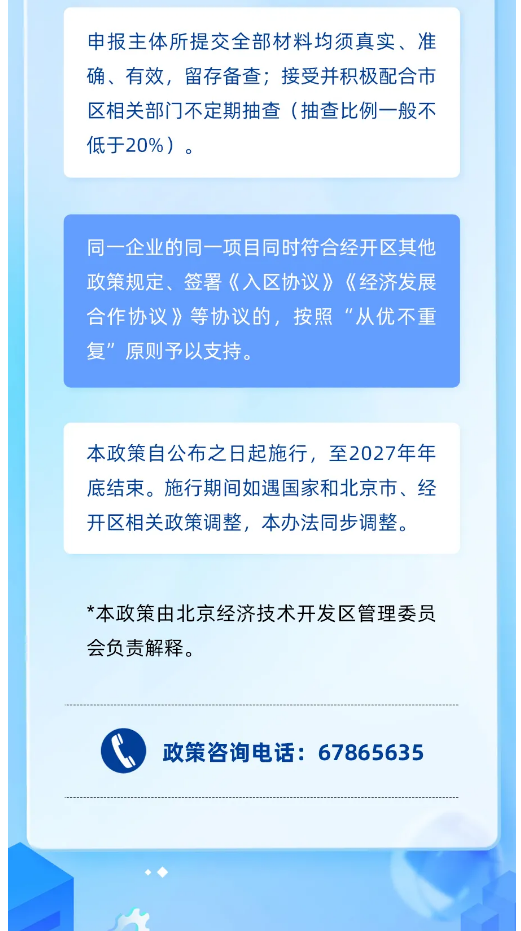 申报主体所提交全部材料均须真实、准
确、有效，留存备查；接受并积极配合市
区相关部门不定期抽查（抽查比例一般不
低于20%）。
同一企业的同一项目同时符合经开区其他
政策规定、签署《入区协议》《经济发展
合作协议》等协议的，按照“从优不重
复”原则予以支持。
本政策自公布之日起施行，至2027年年
底结束。施行期间如遇国家和北京市、经
开区相关政策调整，本办法同步调整。
*本政策由北京经济技术开发区管理委员
会负责解释。
政策咨询电话：67865635